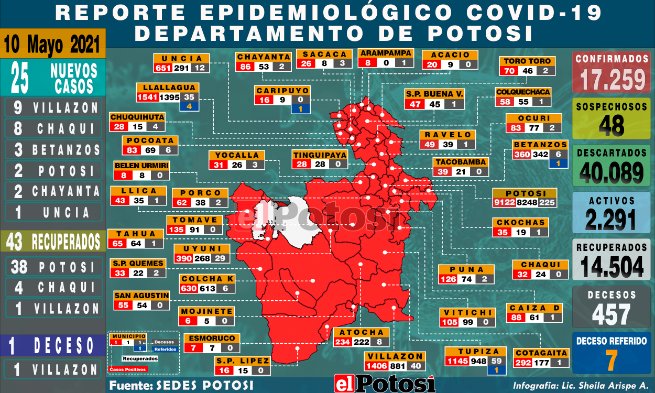 REPORTE EPIDEMIOLÓGICO COVID-19
DEPARTAMENTO DE POTOSI
10 Mayo 2021
25 NUEVOS CASOS
9 VILLAZON
8 CHAQUI
3 BETANZOS
2 POTOSI
2 CHAYANTA
1 UNCIA
43 RECUPERADOS
38 POTOSI
4 CHAQUI
1 VILLAZON
1 DECESO
1 VILLAZON
UNCIA
651 291 12
CHAYANTA
86 53 2
SACACA
26 8 3
ARAMPAMPA
8 0 1
ACACIO
20 9 0
TORO TORO
70 46 2
LLALLAGUA
1541 1395 35
4
CARIPUYO
16 9 0
1
S.P. BUENA V.
47 45 1
COLQUECHACA
58 55 1
CHUQUIHUTA
28 15 4
OCURI
83 77 2
POCOATA
83 69 6
RAVELO
49 39 1
BETANZOS
360 342 6
1
YOCALLA
31 26 3
TINGUIPAYA
28 28 0
TACOBAMBA
39 21 0
BELEN URMIRI
8 8 0
LLICA
43 35 1
PORCO
62 38 2
POTOSI
9122 8248 225
TOMAVE
135 91 0
CKOCHAS
35 19 1
TAHUA
65 64 1
UYUNI
390 268 29
CHAQUI
32 24 0
S.P. QUEMES
33 22 2
COLCHA K
630 613 6
PUNA
126 74 2
SAN AGUSTIN
55 54 0
VITICHI
105 99 0
CAIZA D
88 61 1
MOJINETE
6 5 0
ESMORUCO
7 7 0
ATOCHA
234 222 8
S.P. LIPEZ
16 15 0
VILLAZON
1406 881 40
TUPIZA
1145 948 59
1
COTAGAITA
292 177 1
elPotosí
MUNICIPIO
Decesos
Referidos
Recuperados
Casos Positivos
CONFIRMADOS
17.259
SOSPECHOSOS
48
DESCARTADOS
40.089
ACTIVOS
2.291
RECUPERADOS
14.504
DECESOS
457
DECESO REFERIDO
7
Fuente: SEDES POTOSI
elPotosí
Infografia: Lic. Sheila Arispe A.